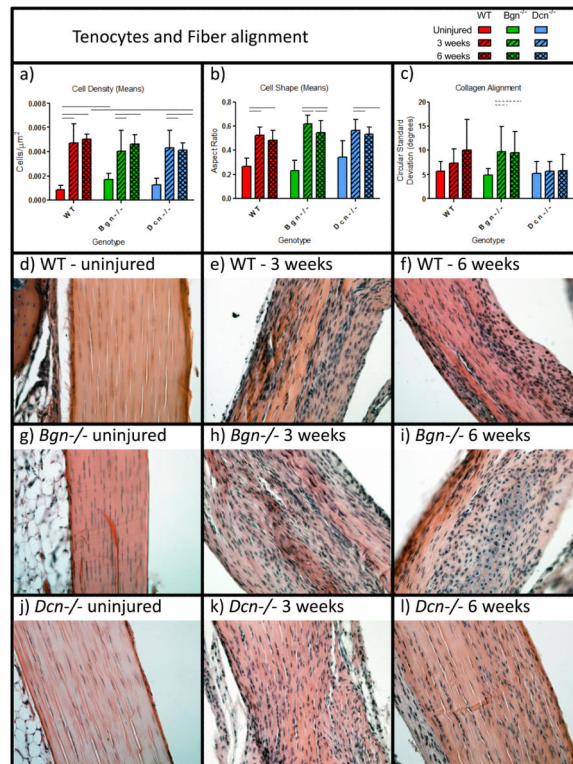 Tenocytes and Fiber alignment
WT Bgn-/- Dcn-/-
Uninjured
3 weeks
6 weeks
a)
Cell Density (Means)
Cells/μm²
0.008
0.006
0.004
0.002
0.000
WT
Bgn-/-
Dcn-/-
Genotype
b)
Cell Shape (Means)
Aspect Ratio
0.8
0.6
0.4
0.2
0.0
WT
Bgn-/-
Dcn-/-
Genotype
c)
Collagen Alignment
Circular Standard
Deviation (degrees)
20
15
10
5
0
WT
Bgn-/-
Dcn-/-
Genotype
d) WT - uninjured
e) WT - 3 weeks
f) WT - 6 weeks
g) Bgn-/- uninjured
h) Bgn-/- 3 weeks
i) Bgn-/- 6 weeks
j) Dcn-/- uninjured
k) Dcn-/- 3 weeks
l) Dcn-/- 6 weeks